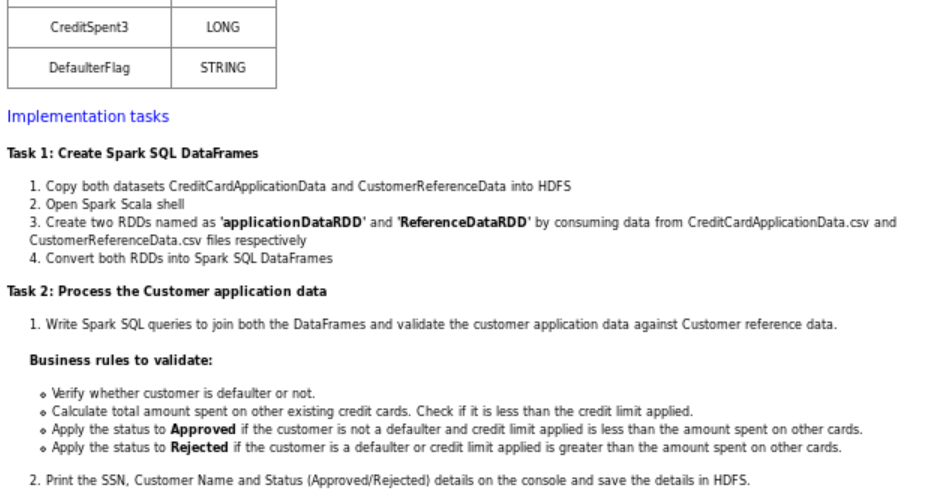 CreditSpent3 LONG
DefaulterFlag STRING
Implementation tasks
Task 1: Create Spark SQL DataFrames
1. Copy both datasets CreditCardApplicationData and CustomerReferenceData into HDFS
2. Open Spark Scala shell
3. Create two RDDs named as 'applicationDataRDD' and 'ReferenceDataRDD' by consuming data from CreditCardApplicationData.csv and
CustomerReferenceData.csv files respectively
4. Convert both RDDs into Spark SQL DataFrames
Task 2: Process the Customer application data
1. Write Spark SQL queries to join both the DataFrames and validate the customer application data against Customer reference data.
Business rules to validate:
⋄ Verify whether customer is defaulter or not.
⋄ Calculate total amount spent on other existing credit cards. Check if it is less than the credit limit applied.
⋄ Apply the status to Approved if the customer is not a defaulter and credit limit applied is less than the amount spent on other cards.
⋄ Apply the status to Rejected if the customer is a defaulter or credit limit applied is greater than the amount spent on other cards.
2. Print the SSN, Customer Name and Status (Approved/Rejected) details on the console and save the details in HDFS.